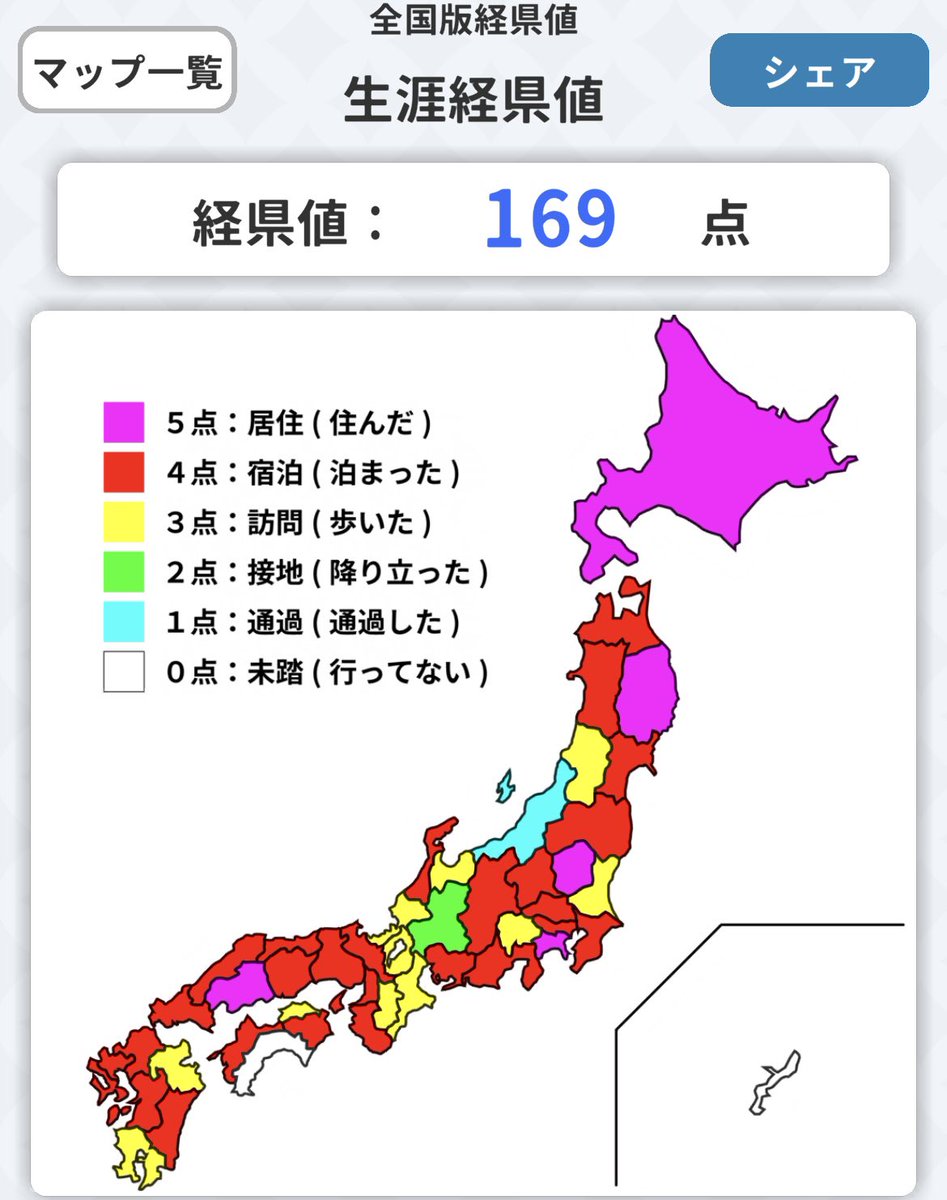 全国版経県値
マップ一覧
生涯経県値
シェア
経県値： 169 点
５点：居住 ( 住んだ )
４点：宿泊 ( 泊まった )
３点：訪問 ( 歩いた )
２点：接地 ( 降り立った )
１点：通過 ( 通過した )
０点：未踏 ( 行ってない )